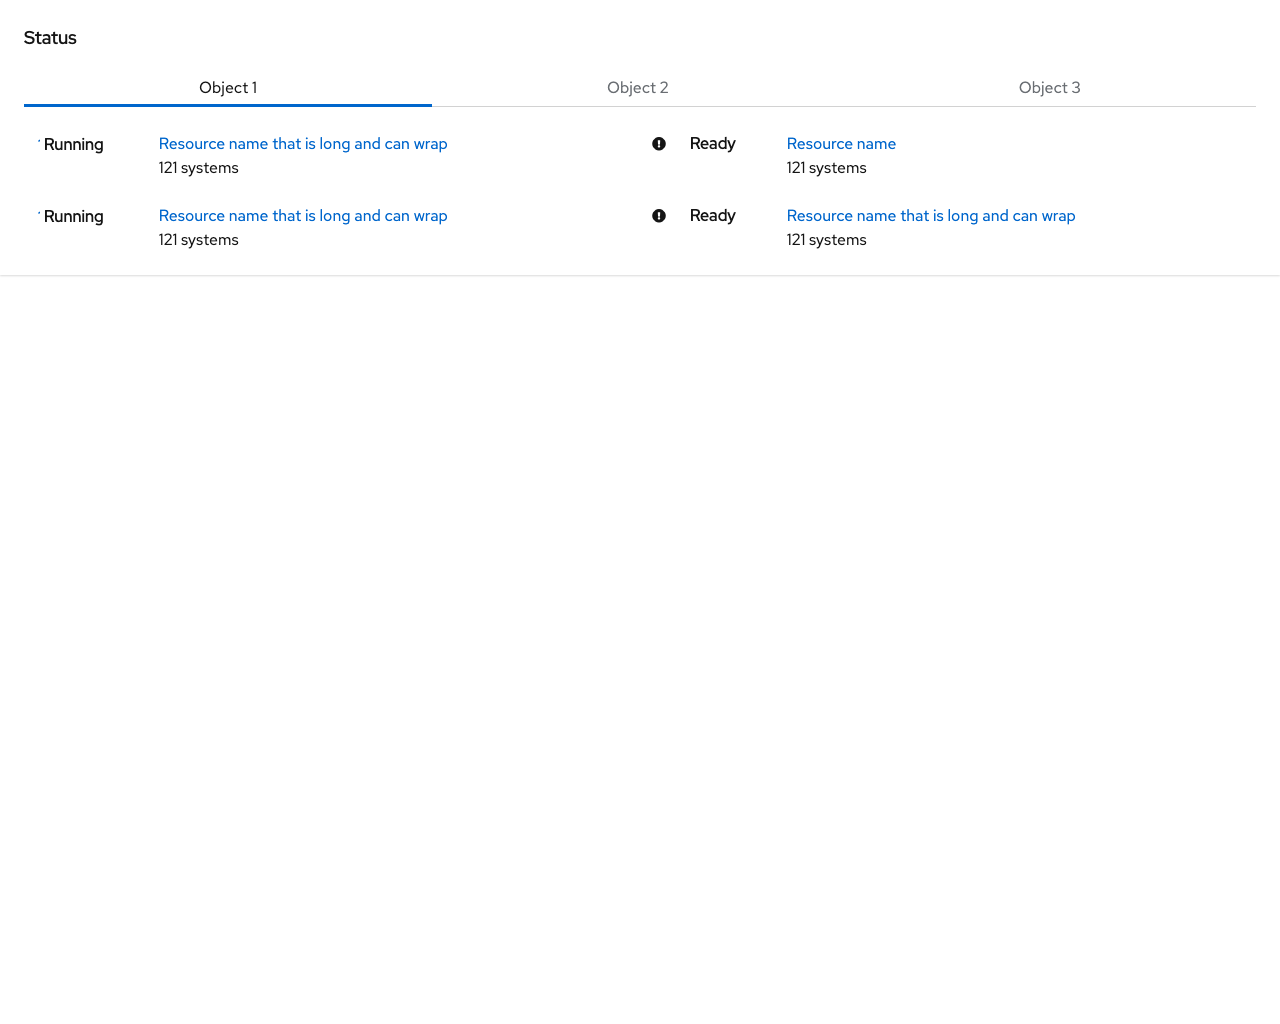 Status
Object 1
Object 2
Object 3
Running
Resource name that is long and can wrap
121 systems
Ready
Resource name
121 systems
Running
Resource name that is long and can wrap
121 systems
Ready
Resource name that is long and can wrap
121 systems